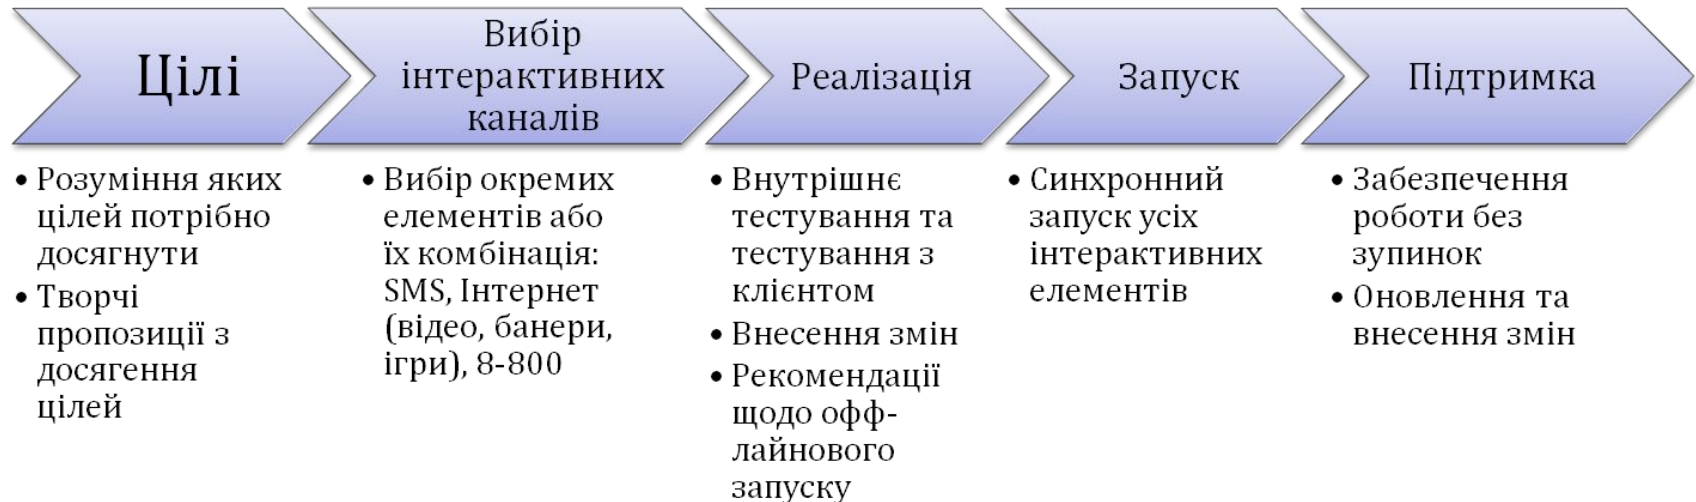 Цілі
Вибір
інтерактивних
каналів
Реалізація
Запуск
Підтримка
• Розуміння яких
цілей потрібно
досягнути
• Творчі
пропозиції з
досягення
цілей
• Вибір окремих
елементів або
їх комбінація:
SMS, Інтернет
(відео, банери,
ігри), 8-800
• Внутрішнє
тестування та
тестування з
клієнтом
• Внесення змін
• Рекомендації
щодо офф-
лайнового
запуску
• Синхронний
запуск усіх
інтерактивних
елементів
• Забезпечення
роботи без
зупинок
• Оновлення та
внесення змін